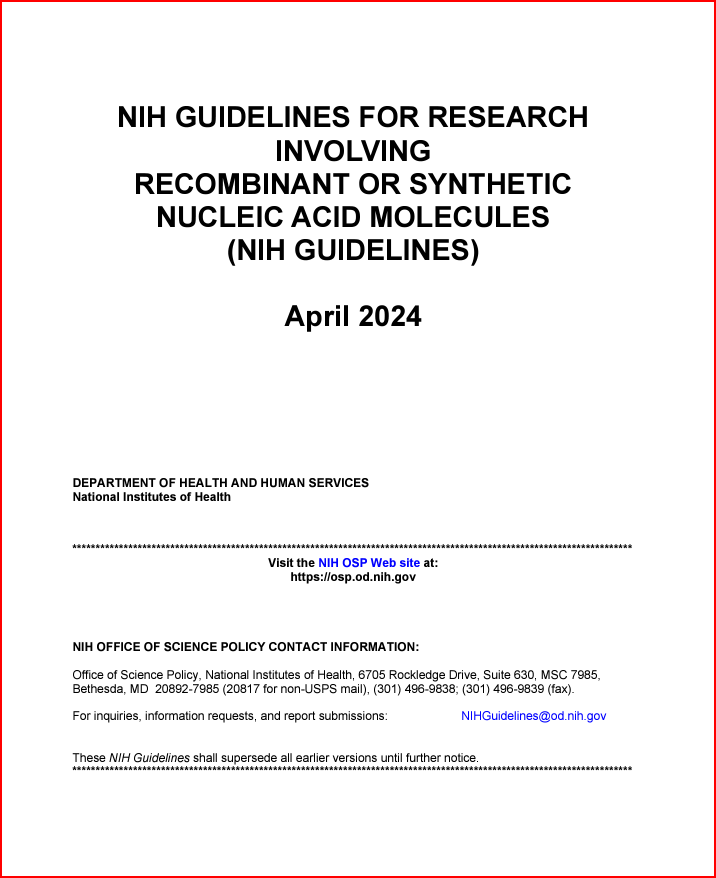 NIH GUIDELINES FOR RESEARCH
INVOLVING
RECOMBINANT OR SYNTHETIC
NUCLEIC ACID MOLECULES
(NIH GUIDELINES)
April 2024
DEPARTMENT OF HEALTH AND HUMAN SERVICES
National Institutes of Health
************************************************************************************************************************
Visit the NIH OSP Web site at:
https://osp.od.nih.gov
NIH OFFICE OF SCIENCE POLICY CONTACT INFORMATION:
Office of Science Policy, National Institutes of Health, 6705 Rockledge Drive, Suite 630, MSC 7985,
Bethesda, MD  20892-7985 (20817 for non-USPS mail), (301) 496-9838; (301) 496-9839 (fax).
For inquiries, information requests, and report submissions: NIHGuidelines@od.nih.gov
These NIH Guidelines shall supersede all earlier versions until further notice.
************************************************************************************************************************